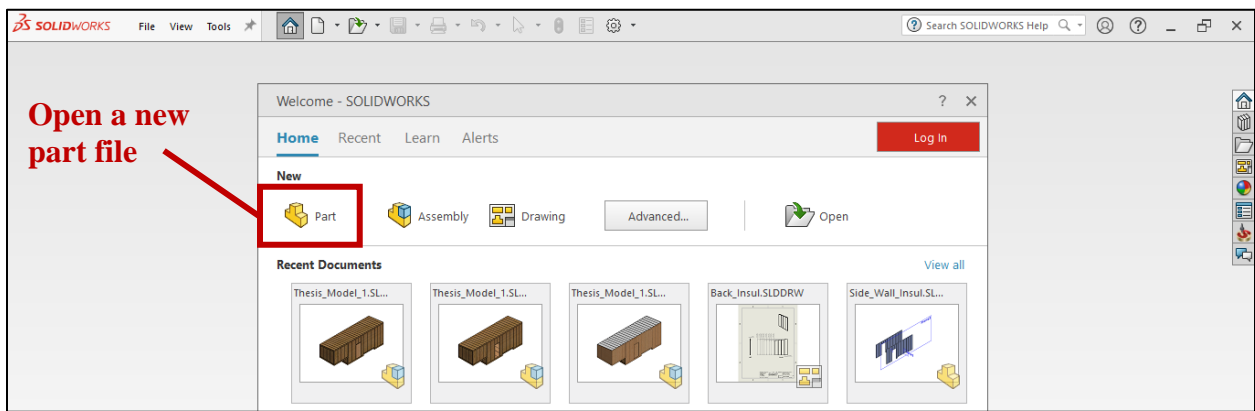 SOLIDWORKS File View Tools Search SOLIDWORKS Help
Open a new
part file
Welcome - SOLIDWORKS
Home Recent Learn Alerts Log In
New
Part Assembly Drawing Advanced... Open
Recent Documents View all
Thesis_Model_1.SL... Thesis_Model_1.SL... Thesis_Model_1.SL... Back_Insul.SLDDRW Side_Wall_Insul.SL...